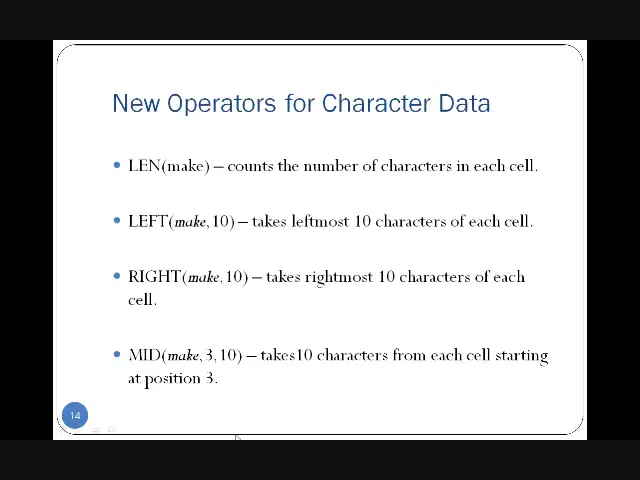 New Operators for Character Data
• LEN(make) – counts the number of characters in each cell.
• LEFT(make, 10) – takes leftmost 10 characters of each cell.
• RIGHT(make, 10) – takes rightmost 10 characters of each
cell.
• MID(make, 3, 10) – takes10 characters from each cell starting
at position 3.
14